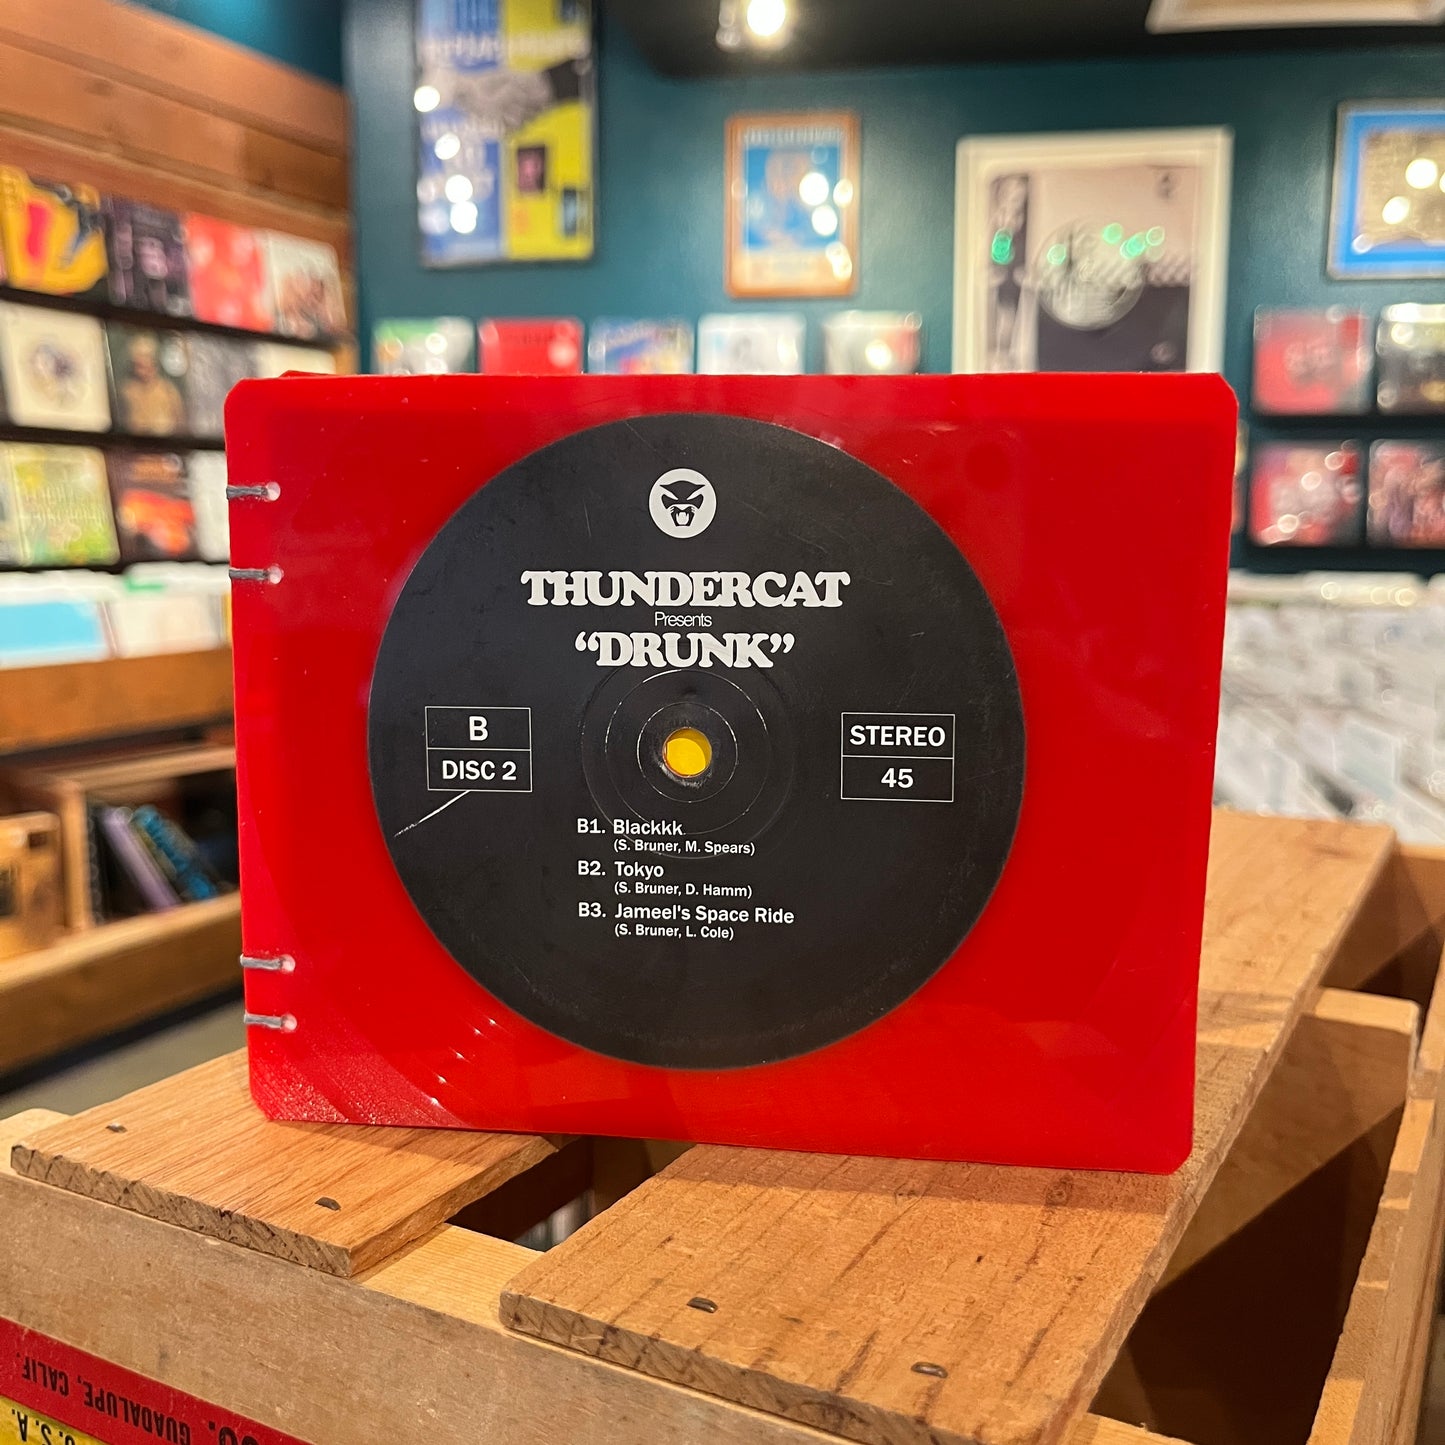 THUNDERCAT
Presents
“DRUNK”
B
DISC 2
STEREO
45
B1. Blackkk
(S. Bruner, M. Spears)
B2. Tokyo
(S. Bruner, D. Hamm)
B3. Jameel's Space Ride
(S. Bruner, L. Cole)
GUADALUPE, CALIF.
U.S.A.